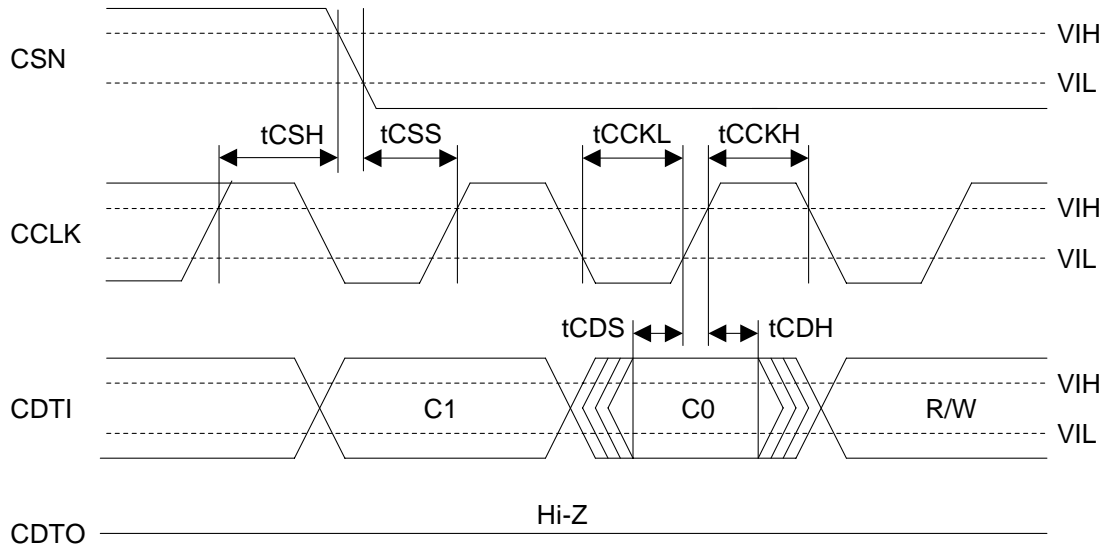 CSN
VIH
VIL
tCSH
tCSS
tCCKL
tCCKH
CCLK
VIH
VIL
tCDS
tCDH
CDTI
C1
C0
R/W
VIH
VIL
CDTO
Hi-Z